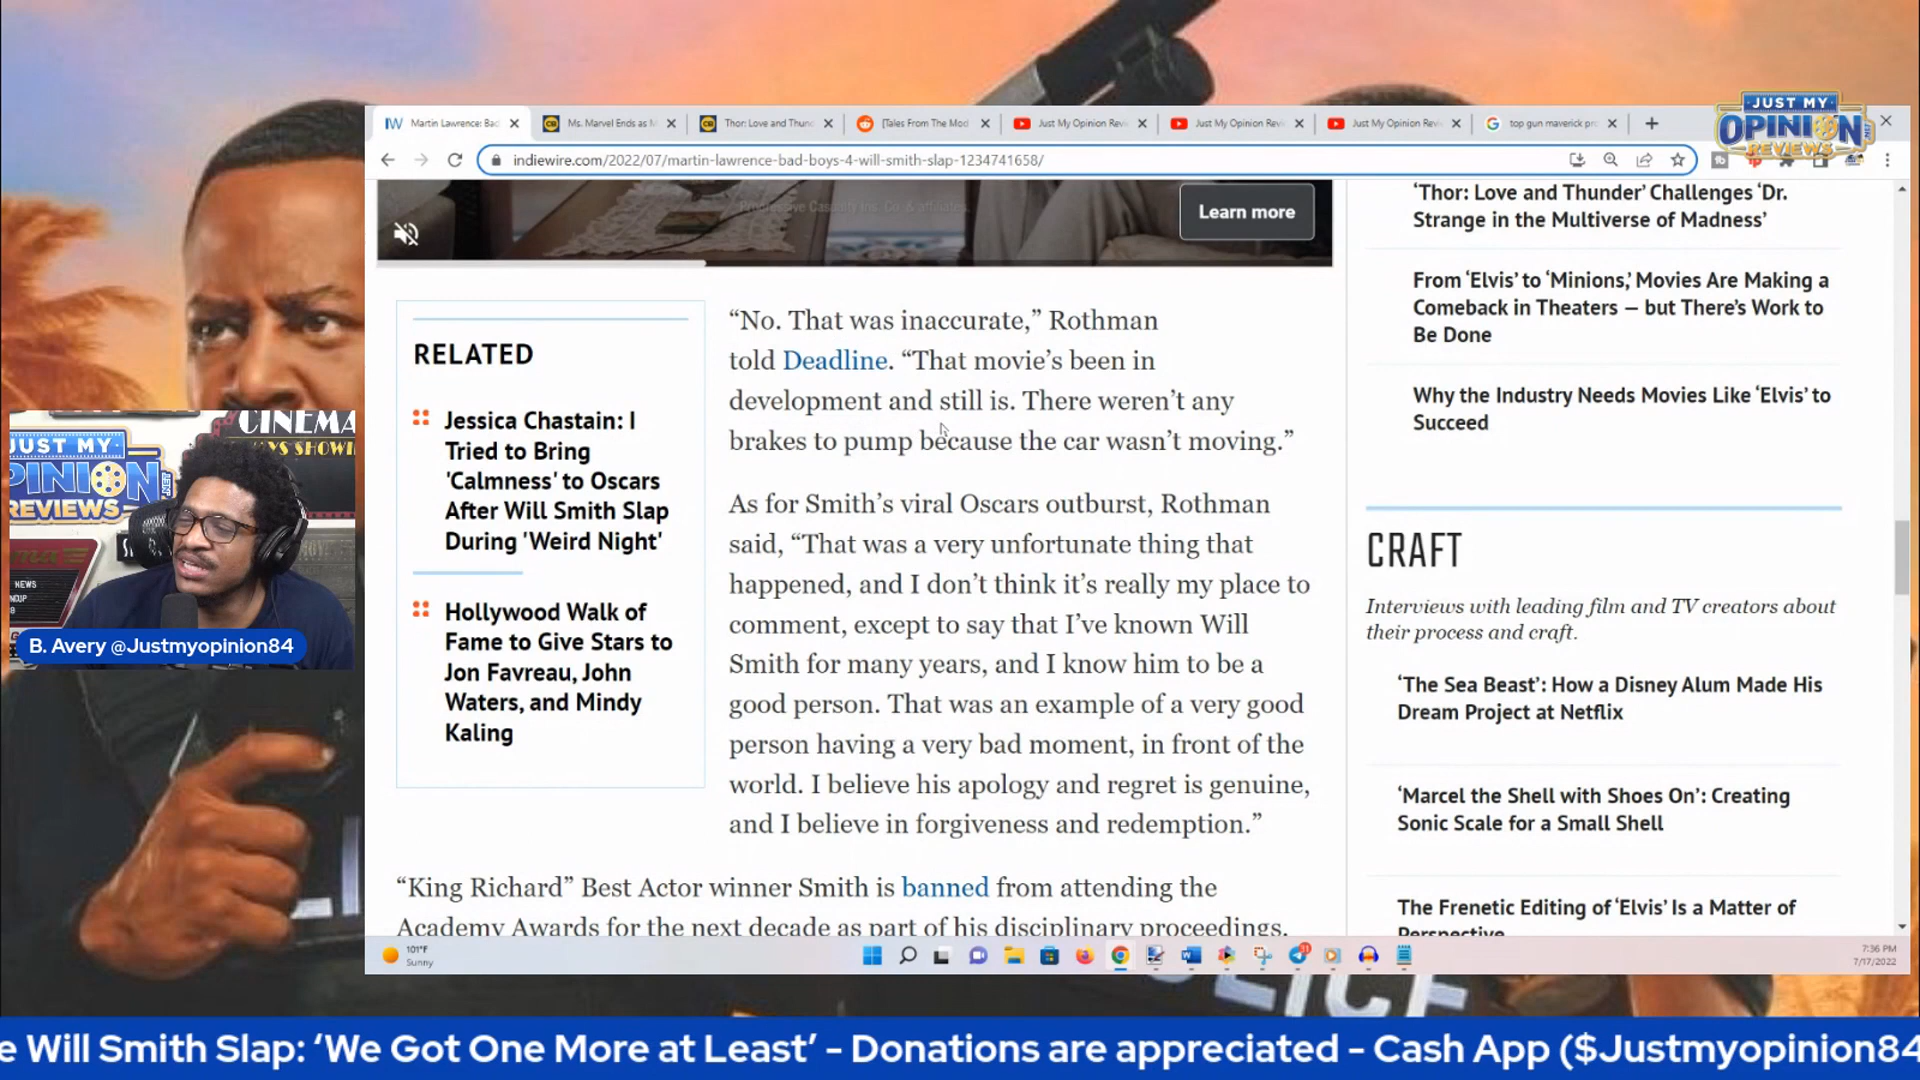 Martin Lawrence: Bad
Ms. Marvel Ends as M
Thor: Love and Thund
[Tales From The Mod
Just My Opinion Revi
Just My Opinion Revi
Just My Opinion Revi
top gun maverick pr
JUST MY
OPINION
REVIEWS
indiewire.com/2022/07/martin-lawrence-bad-boys-4-will-smith-slap-1234741658/
Progressive Casualty Ins. Co. & affiliates.
Learn more
RELATED
Jessica Chastain: I
Tried to Bring
'Calmness' to Oscars
After Will Smith Slap
During 'Weird Night'
Hollywood Walk of
Fame to Give Stars to
Jon Favreau, John
Waters, and Mindy
Kaling
“No. That was inaccurate,” Rothman
told Deadline. “That movie’s been in
development and still is. There weren’t any
brakes to pump because the car wasn’t moving.”
As for Smith’s viral Oscars outburst, Rothman
said, “That was a very unfortunate thing that
happened, and I don’t think it’s really my place to
comment, except to say that I’ve known Will
Smith for many years, and I know him to be a
good person. That was an example of a very good
person having a very bad moment, in front of the
world. I believe his apology and regret is genuine,
and I believe in forgiveness and redemption.”
“King Richard” Best Actor winner Smith is banned from attending the
Academy Awards for the next decade as part of his disciplinary proceedings.
‘Thor: Love and Thunder’ Challenges ‘Dr.
Strange in the Multiverse of Madness’
From ‘Elvis’ to ‘Minions,’ Movies Are Making a
Comeback in Theaters — but There’s Work to
Be Done
Why the Industry Needs Movies Like ‘Elvis’ to
Succeed
CRAFT
Interviews with leading film and TV creators about
their process and craft.
‘The Sea Beast’: How a Disney Alum Made His
Dream Project at Netflix
‘Marcel the Shell with Shoes On’: Creating
Sonic Scale for a Small Shell
The Frenetic Editing of ‘Elvis’ Is a Matter of
Perspective
CINEMA
JUST MY
OPINION
REVIEWS
NEWS
B. Avery @Justmyopinion84
101°F
Sunny
7:36 PM
7/17/2022
e Will Smith Slap: ‘We Got One More at Least’ - Donations are appreciated - Cash App ($Justmyopinion84